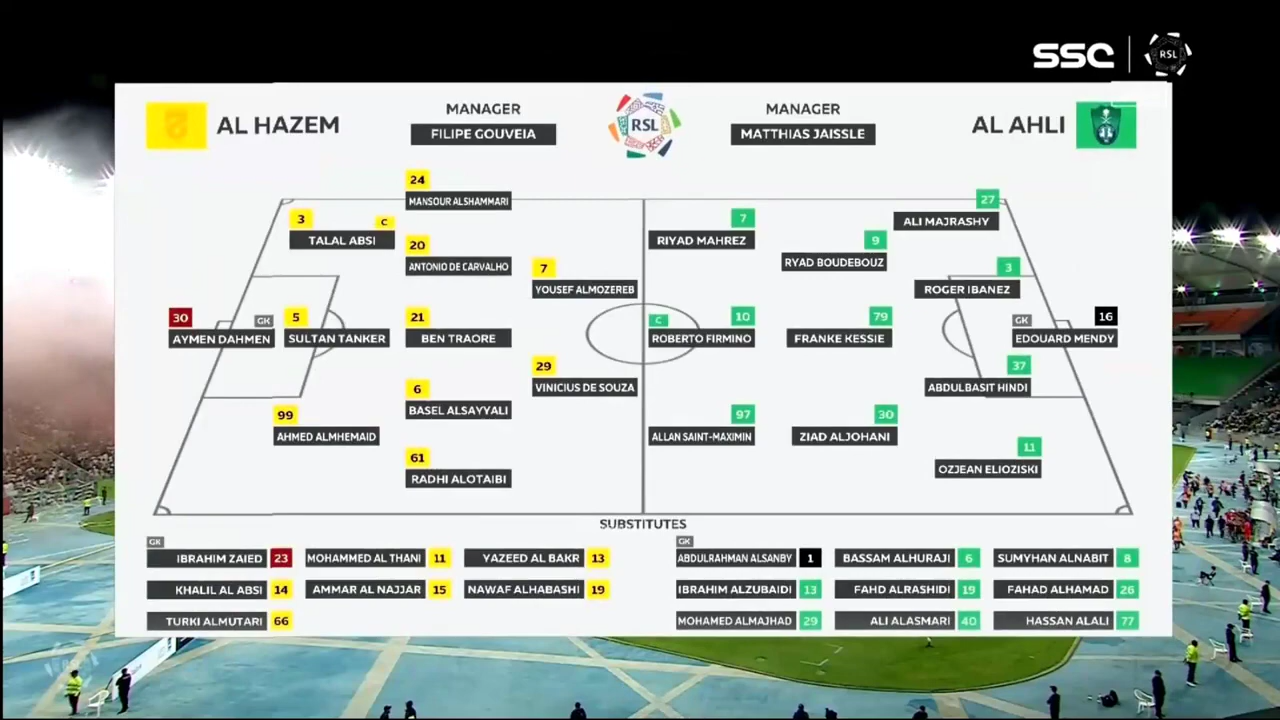 SSC RSL
AL HAZEM
MANAGER
FILIPE GOUVEIA
RSL
MANAGER
MATTHIAS JAISSLE
AL AHLI
24
MANSOUR ALSHAMMARI
3 C
TALAL ABSI
20
ANTONIO DE CARVALHO
7
YOUSEF ALMOZEREB
30 GK
AYMEN DAHMEN
5
SULTAN TANKER
21
BEN TRAORE
29
VINICIUS DE SOUZA
6
BASEL ALSAYYALI
99
AHMED ALMHEMAID
61
RADHI ALOTAIBI
27
ALI MAJRASHY
7
RIYAD MAHREZ
9
RYAD BOUDEBOUZ
3
ROGER IBANEZ
C 10
ROBERTO FIRMINO
79
FRANKE KESSIE
GK 16
EDOUARD MENDY
37
ABDULBASIT HINDI
97
ALLAN SAINT-MAXIMIN
30
ZIAD ALJOHANI
11
OZJEAN ELIOZISKI
SUBSTITUTES
GK
IBRAHIM ZAIED 23 MOHAMMED AL THANI 11 YAZEED AL BAKR 13
KHALIL AL ABSI 14 AMMAR AL NAJJAR 15 NAWAF ALHABASHI 19
TURKI ALMUTARI 66
GK
ABDULRAHMAN ALSANBY 1 BASSAM ALHURAJI 6 SUMYHAN ALNABIT 8
IBRAHIM ALZUBAIDI 13 FAHD ALRASHIDI 19 FAHAD ALHAMAD 26
MOHAMED ALMAJHAD 29 ALI ALASMARI 40 HASSAN ALALI 77